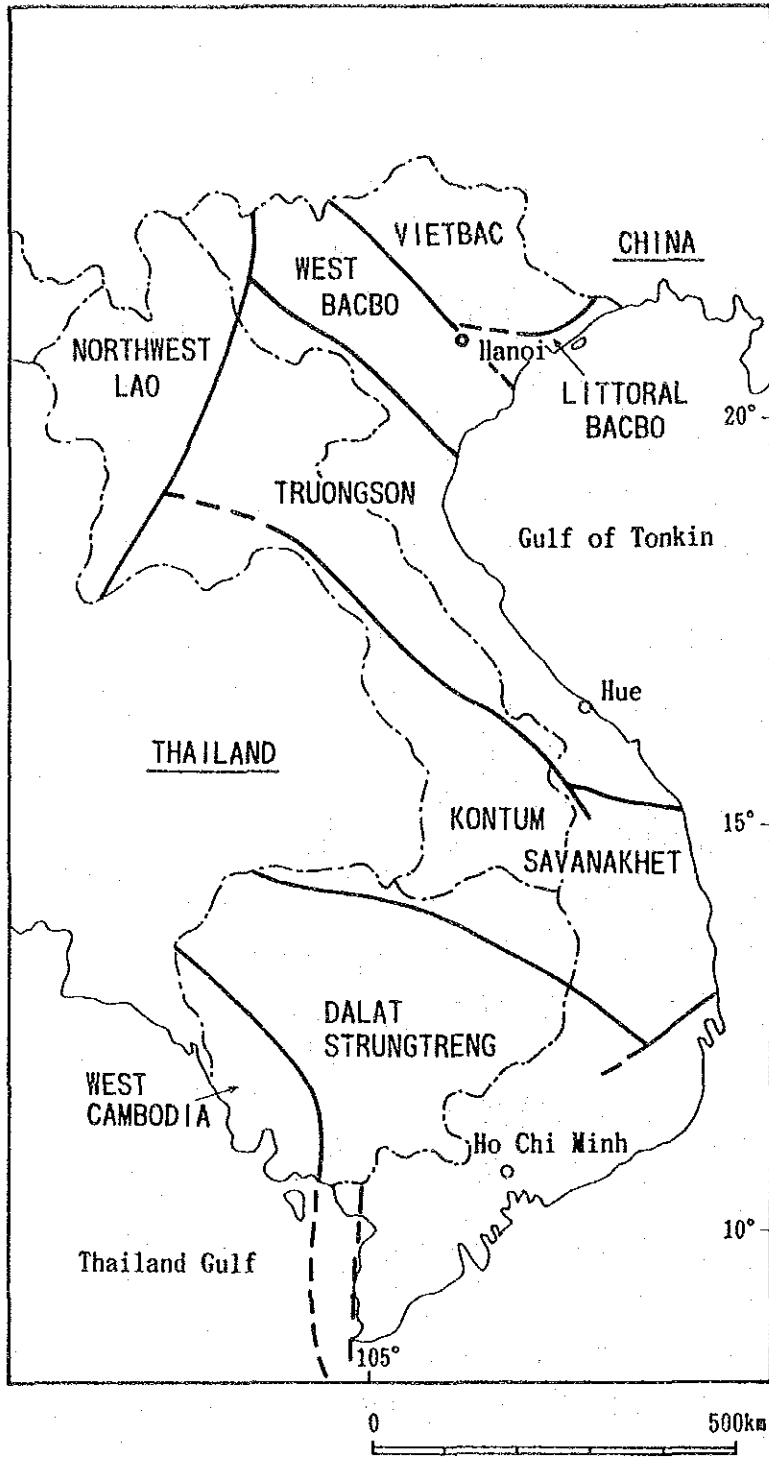 VIETBAC
CHINA
WEST
BACBO
NORTHWEST
LAO
Hanoi
LITTORAL
BACBO
20°
TRUONGSON
Gulf of Tonkin
Hue
THAILAND
KONTUM
15°
SAVANAKHET
DALAT
STRUNGTRENG
WEST
CAMBODIA
Ho Chi Minh
10°
Thailand Gulf
105°
0
500km